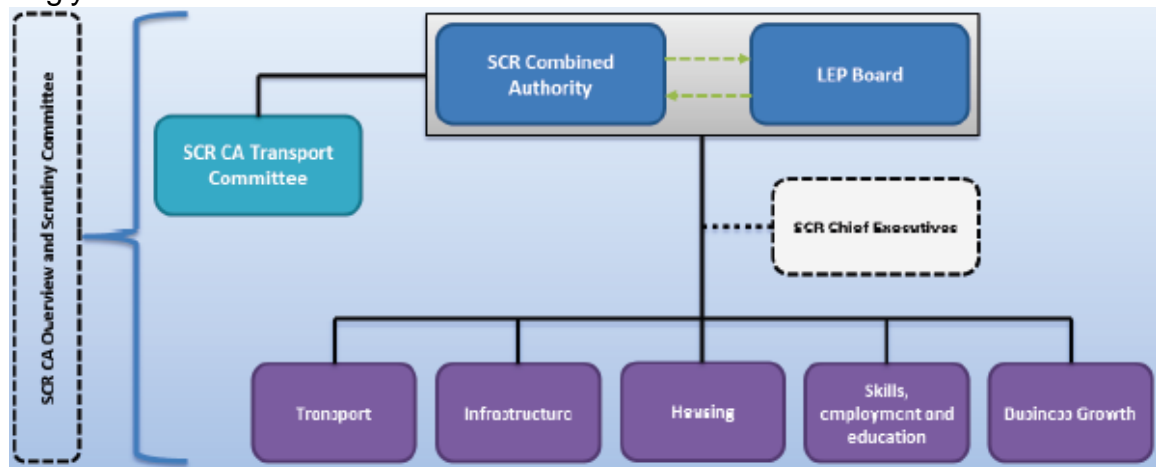 SCR CA Overview and Scrutiny Committee
SCR Combined
Authority
LEP Board
SCR CA Transport
Committee
SCR Chief Executives
Transport
Infrastructure
Housing
Skills,
employment and
education
Business Growth